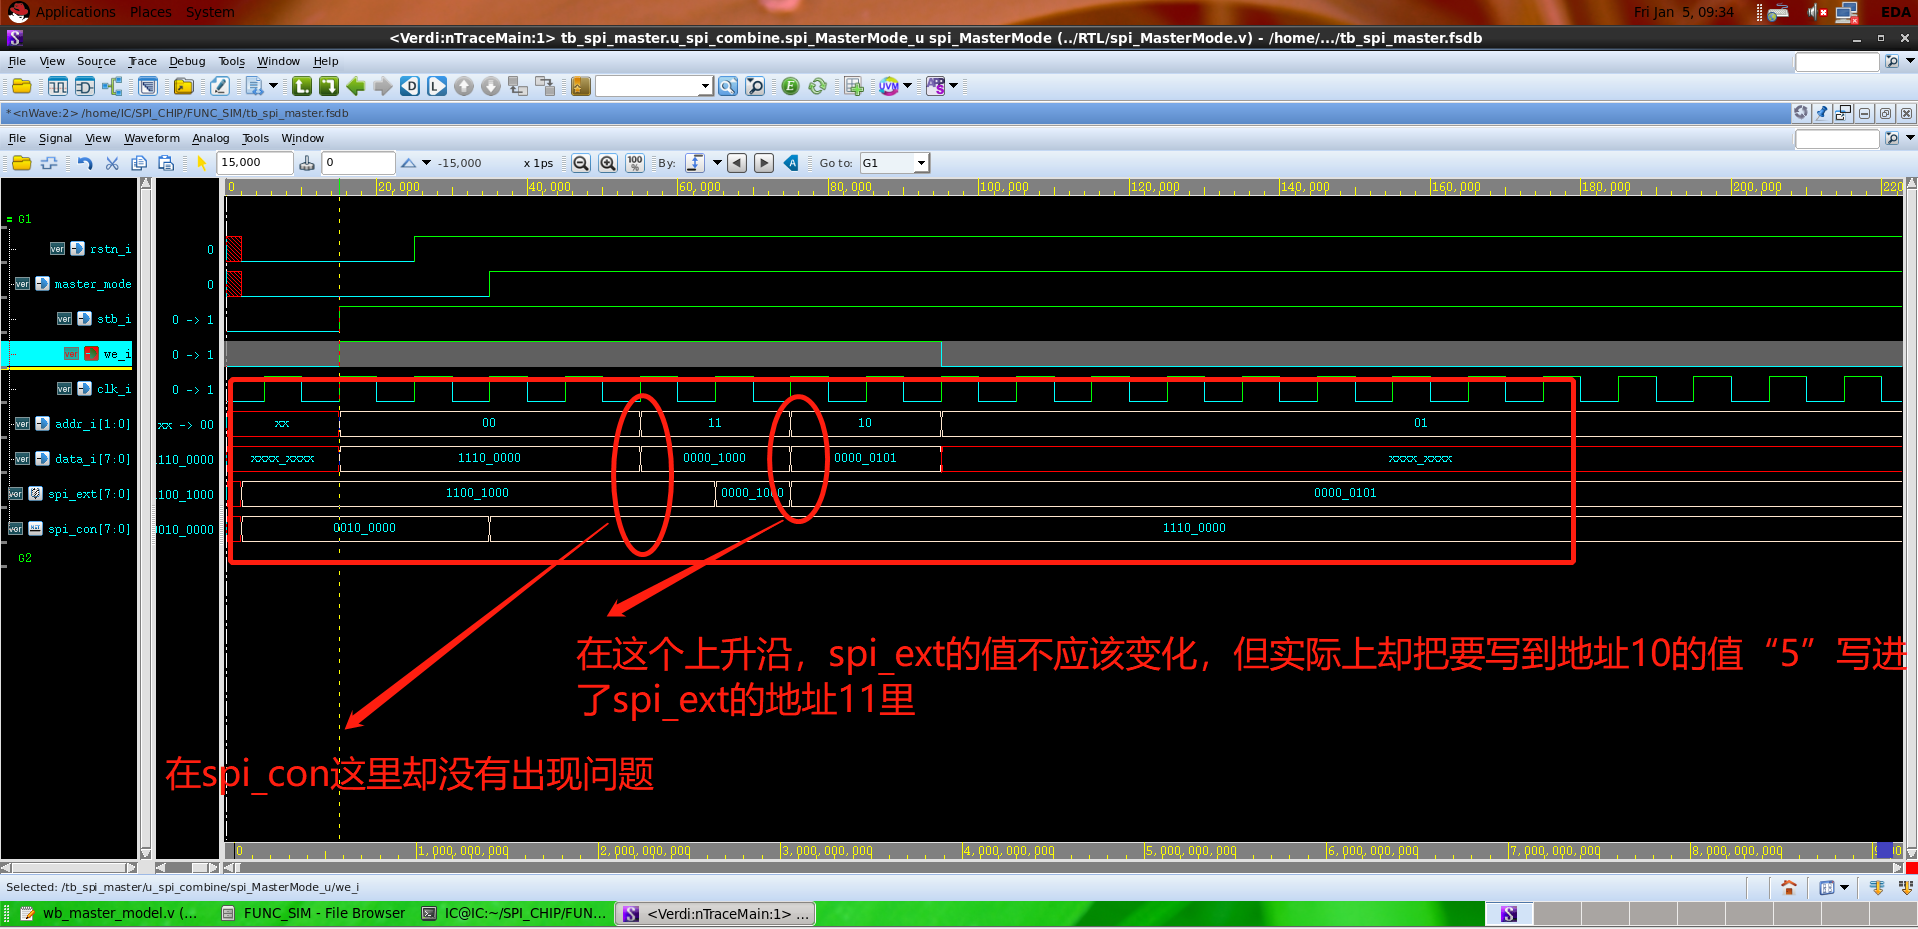 Applications Places System
Fri Jan 5, 09:34 EDA
<Verdi:nTraceMain:1> tb_spi_master.u_spi_combine.spi_MasterMode_u spi_MasterMode (../RTL/spi_MasterMode.v) - /home/.../tb_spi_master.fsdb
File View Source Trace Debug Tools Window Help
*<nWave:2> /home/IC/SPI_CHIP/FUNC_SIM/tb_spi_master.fsdb
File Signal View Waveform Analog Tools Window
15,000 0 -15,000 x 1ps 100% By: Go to: G1
0 20,000 40,000 60,000 80,000 100,000 120,000 140,000 160,000 180,000 200,000 220
G1
rstn_i 0
master_mode 0
stb_i 0 -> 1
we_i 0 -> 1
clk_i 0 -> 1
addr_i[1:0] xx -> 00 xx 00 11 10 01
data_i[7:0] 1110_0000 xxxx_xxxx 1110_0000 0000_1000 0000_0101 xxxx_xxxx
spi_ext[7:0] 1100_1000 1100_1000 0000_1000 0000_0101
spi_con[7:0] 0010_0000 0010_0000 1110_0000
G2
在这个上升沿，spi_ext的值不应该变化，但实际上却把要写到地址10的值“5”写进
了spi_ext的地址11里
在spi_con这里却没有出现问题
0 1,000,000,000 2,000,000,000 3,000,000,000 4,000,000,000 5,000,000,000 6,000,000,000 7,000,000,000 8,000,000,000
Selected: /tb_spi_master/u_spi_combine/spi_MasterMode_u/we_i
wb_master_model.v (... FUNC_SIM - File Browser IC@IC:~/SPI_CHIP/FUN... <Verdi:nTraceMain:1> ...